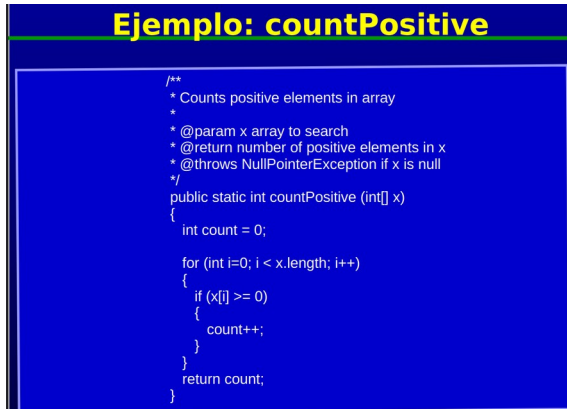 Ejemplo: countPositive
/**
* Counts positive elements in array
*
* @param x array to search
* @return number of positive elements in x
* @throws NullPointerException if x is null
*/
public static int countPositive (int[] x)
{
int count = 0;
for (int i=0; i < x.length; i++)
{
if (x[i] >= 0)
{
count++;
}
}
return count;
}